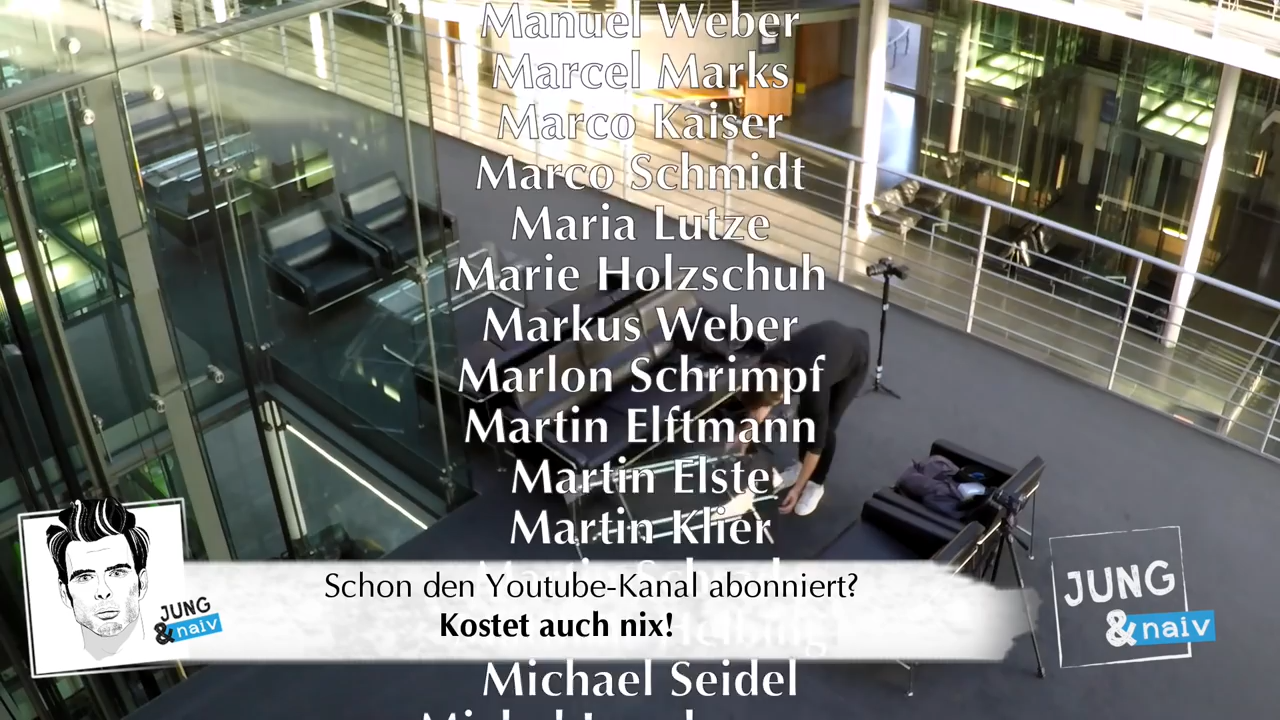 Manuel Weber
Marcel Marks
Marco Kaiser
Marco Schmidt
Maria Lutze
Marie Holzschuh
Markus Weber
Marlon Schrimpf
Martin Elftmann
Martin Elste
Martin Klier
Schon den Youtube-Kanal abonniert?
Kostet auch nix!
Michael Seidel
JUNG
& naiv
JUNG
& naiv